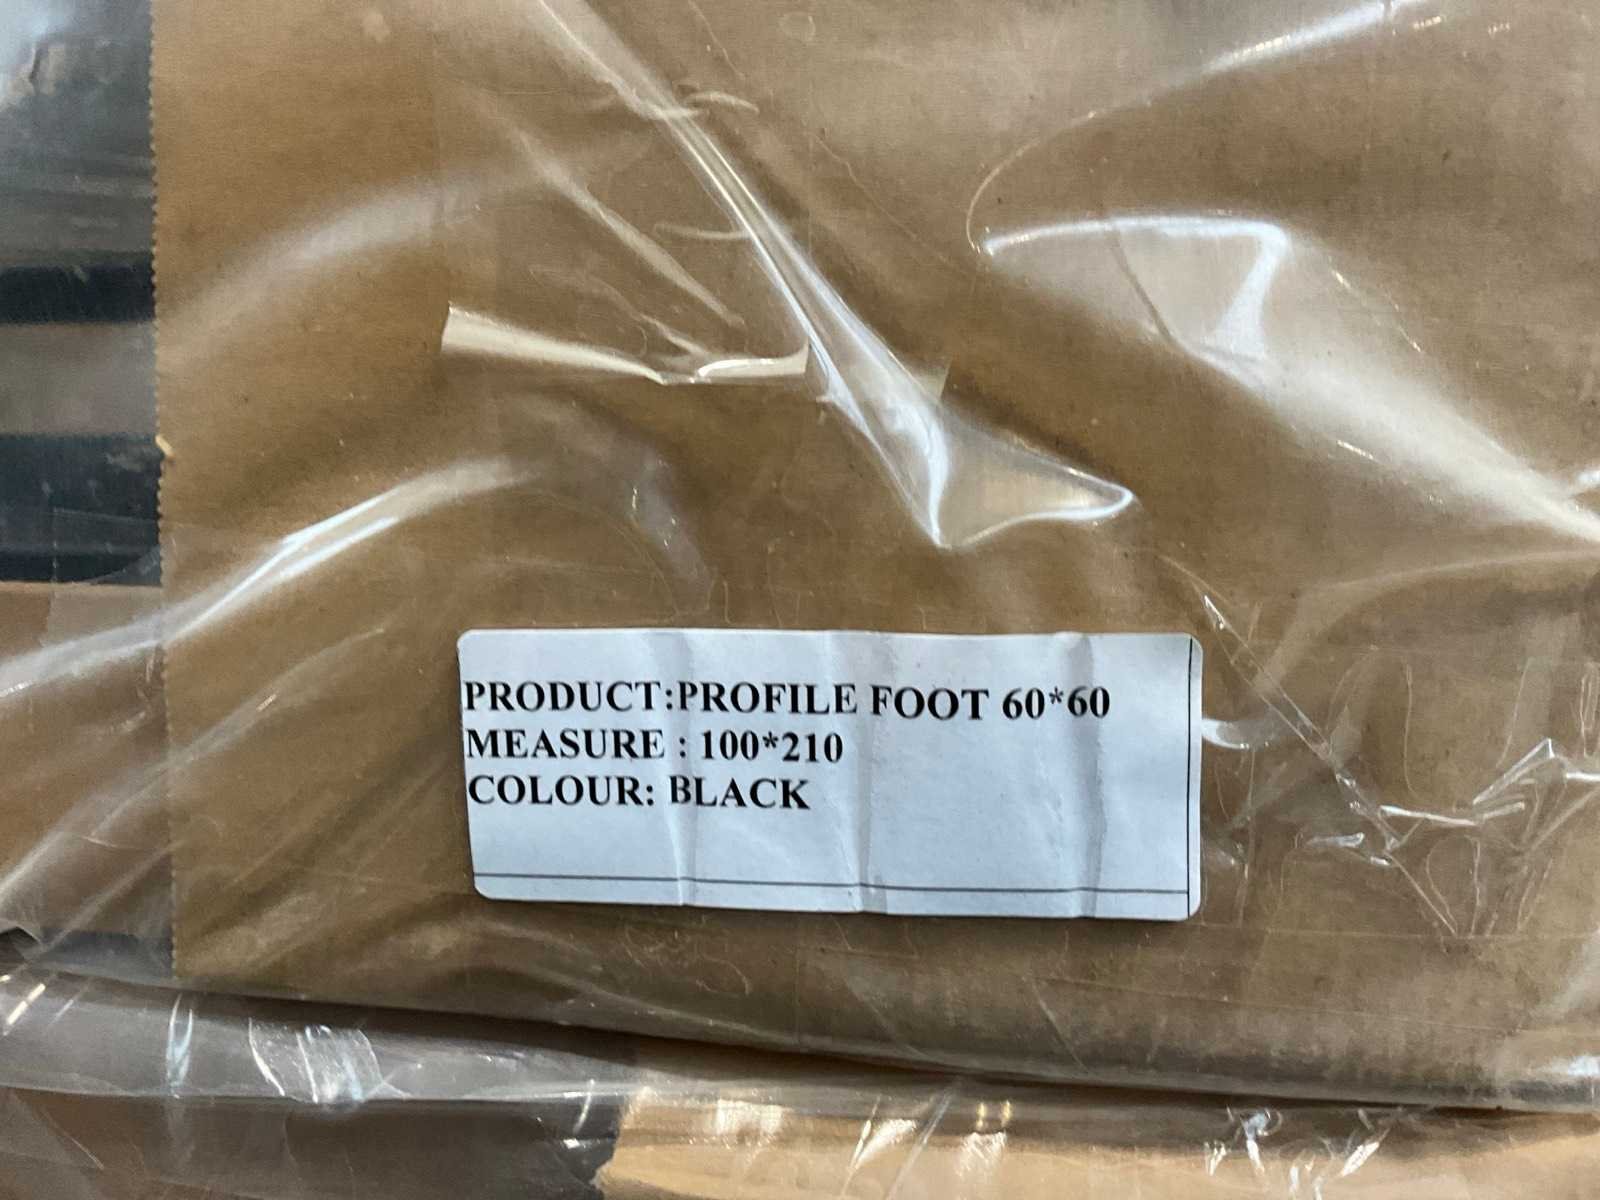 PRODUCT:PROFILE FOOT 60*60
MEASURE : 100*210
COLOUR: BLACK